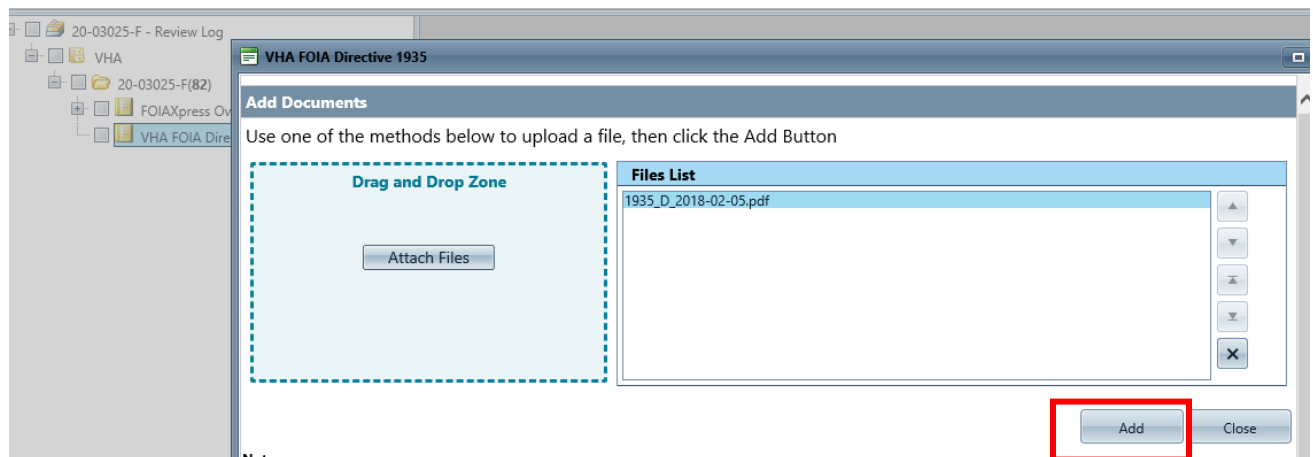 20-03025-F - Review Log
VHA
20-03025-F(82)
FOIAXpress Ov
VHA FOIA Dire
VHA FOIA Directive 1935
Add Documents
Use one of the methods below to upload a file, then click the Add Button
Drag and Drop Zone
Attach Files
Files List
1935_D_2018-02-05.pdf
Add
Close